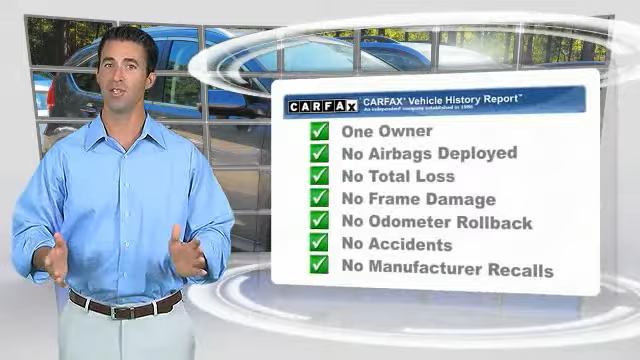 CARFAX CARFAX® Vehicle History Report™
An independent company established in 1986
One Owner
No Airbags Deployed
No Total Loss
No Frame Damage
No Odometer Rollback
No Accidents
No Manufacturer Recalls